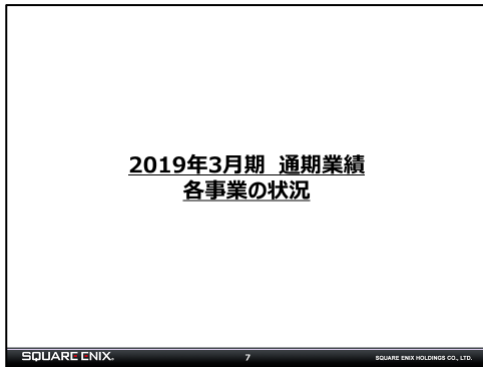 2019年3月期 通期業績
各事業の状況
SQUARE ENIX.
7
SQUARE ENIX HOLDINGS CO., LTD.